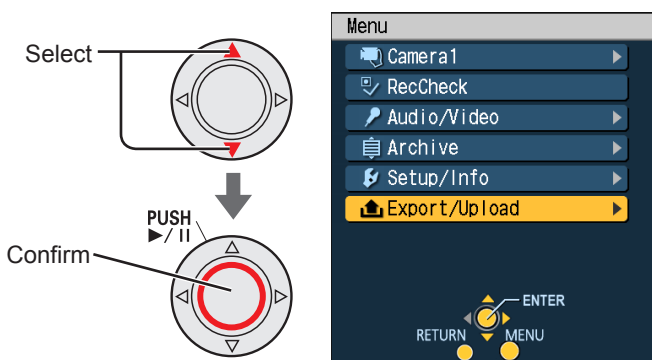 Select
PUSH
▶/II
Confirm
Menu
Camera1
RecCheck
Audio/Video
Archive
Setup/Info
Export/Upload
ENTER
RETURN
MENU